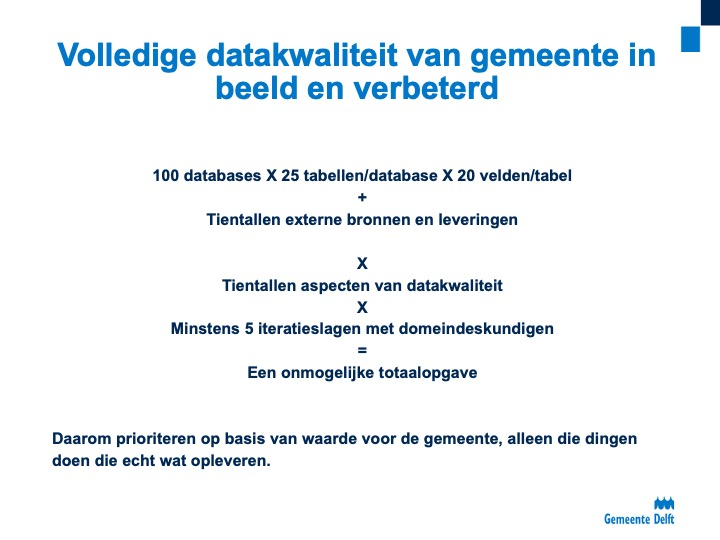 Volledige datakwaliteit van gemeente in
beeld en verbeterd
100 databases X 25 tabellen/database X 20 velden/tabel
+
Tientallen externe bronnen en leveringen
X
Tientallen aspecten van datakwaliteit
X
Minstens 5 iteratieslagen met domeindeskundigen
=
Een onmogelijke totaalopgave
Daarom prioriteren op basis van waarde voor de gemeente, alleen die dingen
doen die echt wat opleveren.
Gemeente Delft